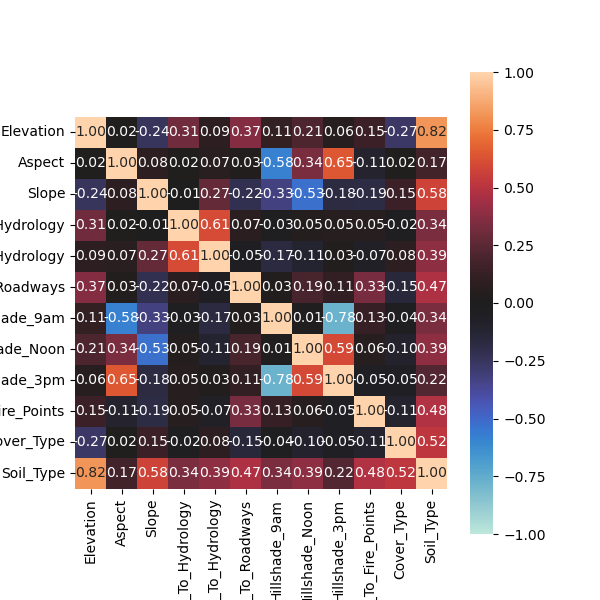 Elevation 1.00 0.02 -0.24 0.31 0.09 0.37 0.11 0.21 0.06 0.15 -0.27 0.82
Aspect 0.02 1.00 0.08 0.02 0.07 0.03 -0.58 0.34 0.65 -0.11 0.02 0.17
Slope -0.24 0.08 1.00 -0.01 0.27 -0.22 -0.33 -0.53 -0.18 -0.19 0.15 0.58
Hydrology 0.31 0.02 -0.01 1.00 0.61 0.07 -0.03 0.05 0.05 0.05 -0.02 0.34
Hydrology 0.09 0.07 0.27 0.61 1.00 -0.05 -0.17 -0.11 0.03 -0.07 0.08 0.39
Roadways 0.37 0.03 -0.22 0.07 -0.05 1.00 0.03 0.19 0.11 0.33 -0.15 0.47
ade_9am 0.11 -0.58 -0.33 -0.03 -0.17 0.03 1.00 0.01 -0.78 0.13 -0.04 0.34
ade_Noon 0.21 0.34 -0.53 0.05 -0.11 0.19 0.01 1.00 0.59 0.06 -0.10 0.39
ade_3pm 0.06 0.65 -0.18 0.05 0.03 0.11 -0.78 0.59 1.00 -0.05 -0.05 0.22
ire_Points 0.15 -0.11 -0.19 0.05 -0.07 0.33 0.13 0.06 -0.05 1.00 -0.11 0.48
over_Type -0.27 0.02 0.15 -0.02 0.08 -0.15 -0.04 -0.10 -0.05 -0.11 1.00 0.52
Soil_Type 0.82 0.17 0.58 0.34 0.39 0.47 0.34 0.39 0.22 0.48 0.52 1.00
Elevation
Aspect
Slope
_To_Hydrology
_To_Hydrology
_To_Roadways
Hillshade_9am
illshade_Noon
Hillshade_3pm
_To_Fire_Points
Cover_Type
Soil_Type
1.00
0.75
0.50
0.25
0.00
−0.25
−0.50
−0.75
−1.00